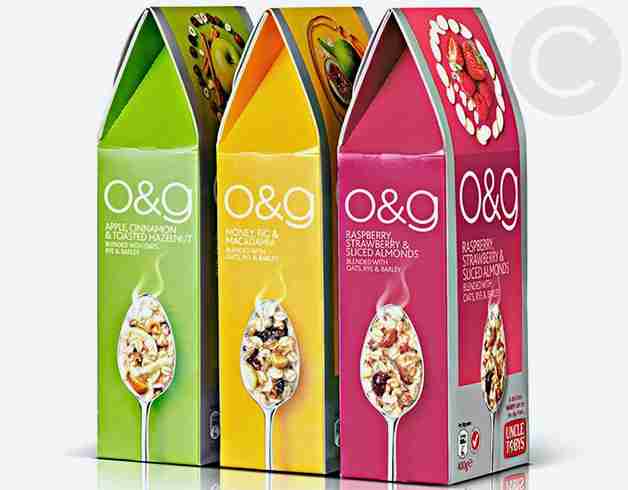 o&g
APPLE, CINNAMON
& TOASTED HAZELNUT
BLENDED WITH OATS,
RYE & BARLEY
o&g
HONEY, FIG &
MACADAMIA
BLENDED WITH
OATS, RYE & BARLEY
o&g
RASPBERRY,
STRAWBERRY &
SLICED ALMONDS
BLENDED WITH
OATS, RYE & BARLEY
o&g
RASPBERRY,
STRAWBERRY &
SLICED ALMONDS
BLENDED WITH
OATS, RYE & BARLEY
UNCLE
TOBYS
400g e
C